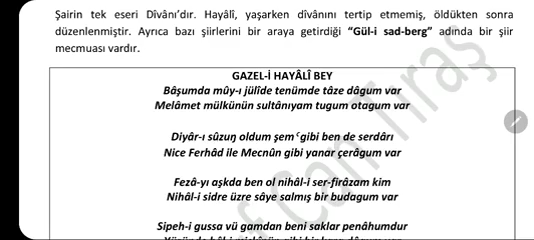 Şairin tek eseri Dîvânı'dır. Hayâlî, yaşarken dîvânını tertip etmemiş, öldükten sonra
düzenlenmiştir. Ayrıca bazı şiirlerini bir araya getirdiği “Gül-i sad-berg” adında bir şiir
mecmuası vardır.
GAZEL-İ HAYÂLÎ BEY
Bâşumda mûy-ı jülîde tenümde tâze dâgum var
Melâmet mülkünün sultânıyam tugum otagum var
Diyâr-ı sûzuŋ oldum şemʿgibi ben de serdârı
Nice Ferhâd ile Mecnûn gibi yanar çerâgum var
Fezâ-yı aşkda ben ol nihâl-i ser-firâzam kim
Nihâl-i sidre üzre sâye salmış bir budagum var
Sipeh-i gussa vü gamdan beni saklar penâhumdur